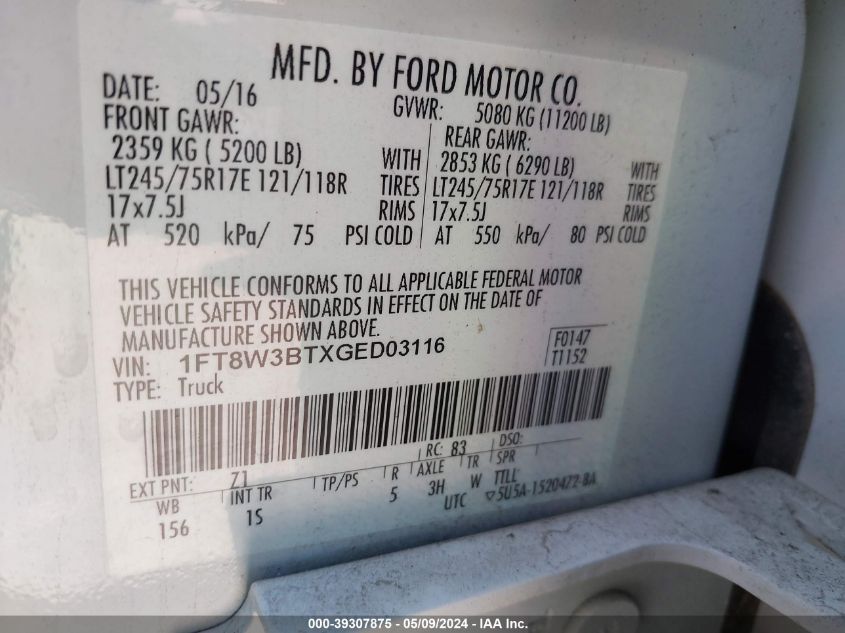 MFD. BY FORD MOTOR CO.
DATE: 05/16 GVWR: 5080 KG (11200 LB)
FRONT GAWR: REAR GAWR:
2359 KG ( 5200 LB) WITH 2853 KG ( 6290 LB) WITH
LT245/75R17E 121/118R TIRES LT245/75R17E 121/118R TIRES
17x7.5J RIMS 17x7.5J RIMS
AT 520 kPa/ 75 PSI COLD AT 550 kPa/ 80 PSI COLD
THIS VEHICLE CONFORMS TO ALL APPLICABLE FEDERAL MOTOR
VEHICLE SAFETY STANDARDS IN EFFECT ON THE DATE OF
MANUFACTURE SHOWN ABOVE.
VIN: 1FT8W3BTXGED03116 F0147
TYPE: Truck T1152
EXT PNT: Z1 RC: 83 DSO:
WB INT TR TP/PS R AXLE TR SPR
156 1S 5 3H W TTLL
UTC ▽5U5A-1520472-BA
000-39307875 / 05/09/2024 - IAA Inc.